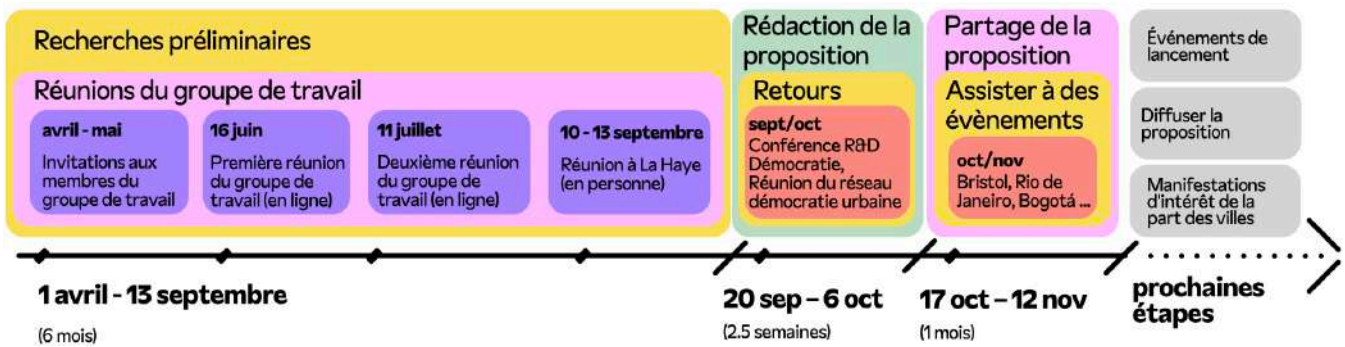 Recherches préliminaires
Réunions du groupe de travail
avril - mai
Invitations aux
membres du
groupe de travail
16 juin
Première réunion
du groupe de
travail (en ligne)
11 juillet
Deuxième réunion
du groupe de
travail (en ligne)
10 - 13 septembre
Réunion à La Haye
(en personne)
Rédaction de la
proposition
Retours
sept/oct
Conférence R&D
Démocratie,
Réunion du réseau
démocratie urbaine
Partage de la
proposition
Assister à des
évènements
oct/nov
Bristol, Rio de
Janeiro, Bogotá ...
Événements de
lancement
Diffuser la
proposition
Manifestations
d'intérêt de la
part des villes
1 avril - 13 septembre
(6 mois)
20 sep – 6 oct
(2.5 semaines)
17 oct – 12 nov
(1 mois)
prochaines
étapes